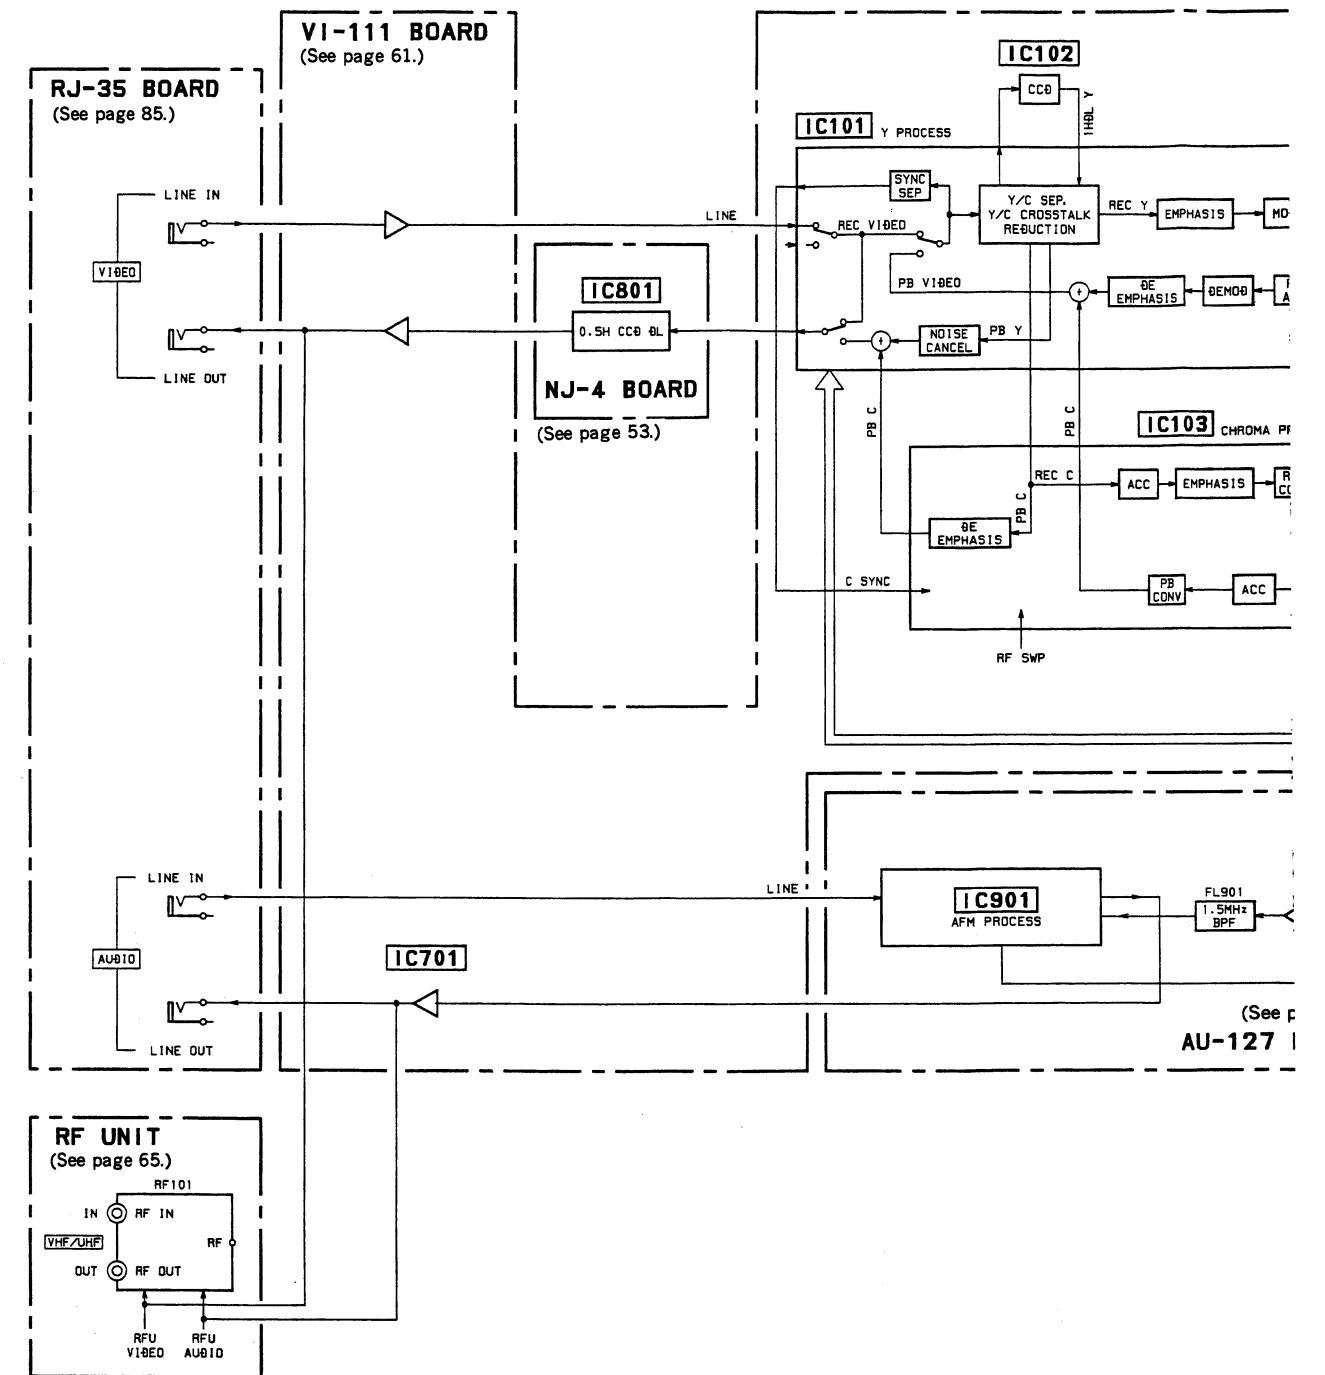 VI-111 BOARD
(See page 61.)
RJ-35 BOARD
(See page 85.)
IC102
CCD
1HDL Y
IC101 Y PROCESS
LINE IN
VIDEO
LINE OUT
LINE
SYNC
SEP
Y/C SEP.
Y/C CROSSTALK
REDUCTION
REC Y
EMPHASIS
REC VIDEO
PB VIDEO
+
DE
EMPHASIS
DEMOD
IC801
0.5H CCD DL
NJ-4 BOARD
(See page 53.)
+
NOISE
CANCEL
PB Y
PB C
PB C
IC103 CHROMA
REC C
ACC
EMPHASIS
PB C
DE
EMPHASIS
C SYNC
PB
CONV
ACC
RF SWP
LINE IN
AUDIO
LINE OUT
LINE
IC701
IC901
AFM PROCESS
FL901
1.5MHz
BPF
(See
AU-127
RF UNIT
(See page 65.)
RF101
IN
RF IN
VHF/UHF
RF
OUT
RF OUT
RFU
VIDEO
RFU
AUDIO